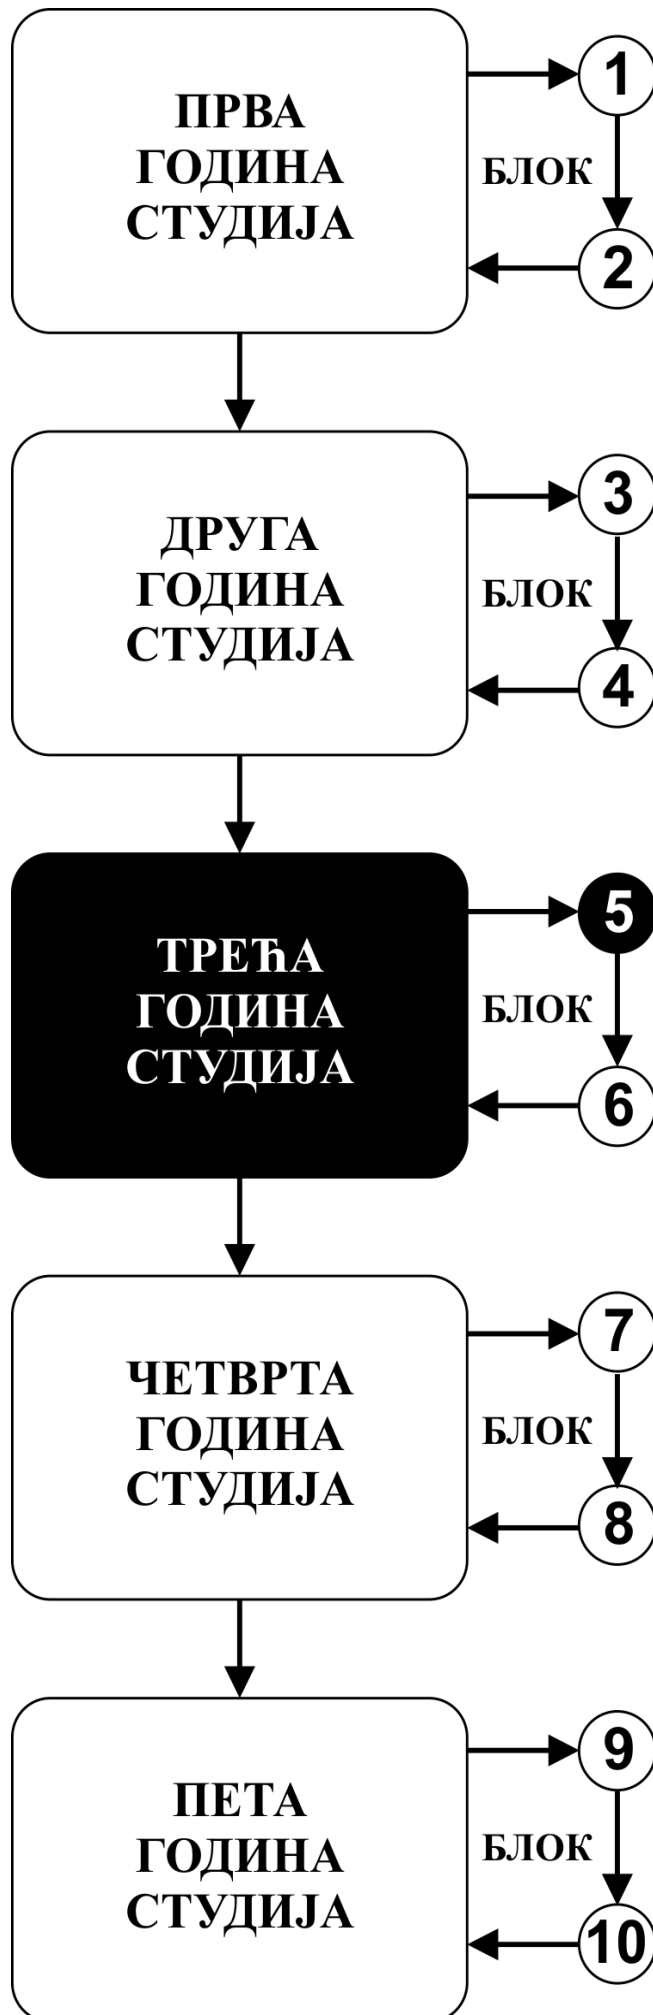 ПРВА
ГОДИНА
СТУДИЈА
1
БЛОК
2
ДРУГА
ГОДИНА
СТУДИЈА
3
БЛОК
4
ТРЕЋА
ГОДИНА
СТУДИЈА
5
БЛОК
6
ЧЕТВРТА
ГОДИНА
СТУДИЈА
7
БЛОК
8
ПЕТА
ГОДИНА
СТУДИЈА
9
БЛОК
10